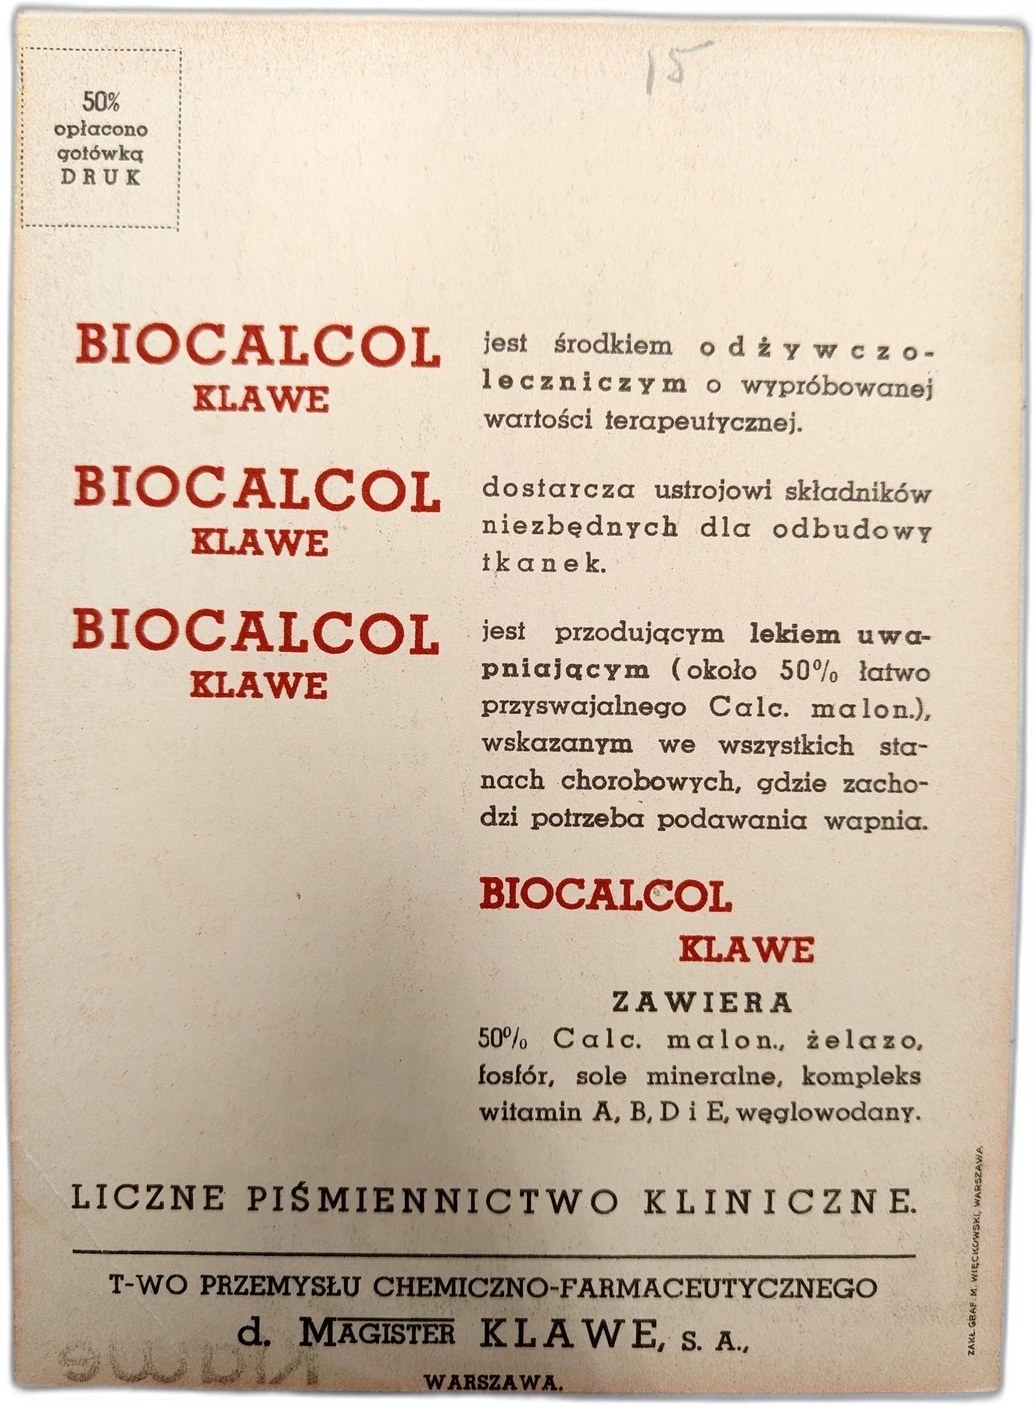 15
50%
opłacono
gotówką
DRUK
BIOCALCOL
KLAWE
jest środkiem odżywczo-
leczniczym o wypróbowanej
wartości terapeutycznej.
BIOCALCOL
KLAWE
dostarcza ustrojowi składników
niezbędnych dla odbudowy
tkanek.
BIOCALCOL
KLAWE
jest przodującym lekiem uwa-
pniającym (około 50% łatwo
przyswajalnego Calc. malon.),
wskazanym we wszystkich sta-
nach chorobowych, gdzie zacho-
dzi potrzeba podawania wapnia.
BIOCALCOL
KLAWE
ZAWIERA
50% Calc. malon., żelazo,
fosfór, sole mineralne, kompleks
witamin A, B, D i E, węglowodany.
LICZNE PIŚMIENNICTWO KLINICZNE.
T-WO PRZEMYSŁU CHEMICZNO-FARMACEUTYCZNEGO
d. MAGISTER KLAWE, S. A.,
WARSZAWA.
ZAKŁ. GRAF. M. WIĘCKOWSKI, WARSZAWA
Klawe